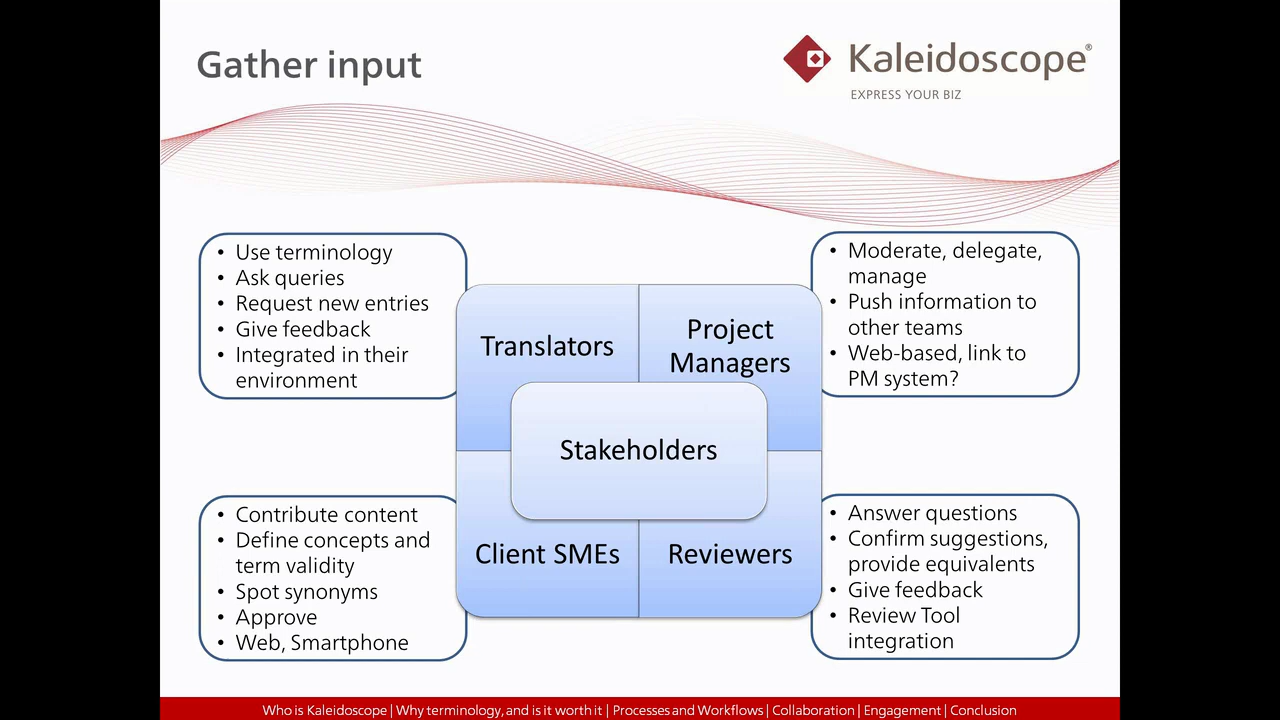 Gather input
Kaleidoscope®
EXPRESS YOUR BIZ
• Use terminology
• Ask queries
• Request new entries
• Give feedback
• Integrated in their
environment
• Moderate, delegate,
manage
• Push information to
other teams
• Web-based, link to
PM system?
Translators
Project
Managers
Stakeholders
Client SMEs
Reviewers
• Contribute content
• Define concepts and
term validity
• Spot synonyms
• Approve
• Web, Smartphone
• Answer questions
• Confirm suggestions,
provide equivalents
• Give feedback
• Review Tool
integration
Who is Kaleidoscope | Why terminology, and is it worth it | Processes and Workflows | Collaboration | Engagement | Conclusion